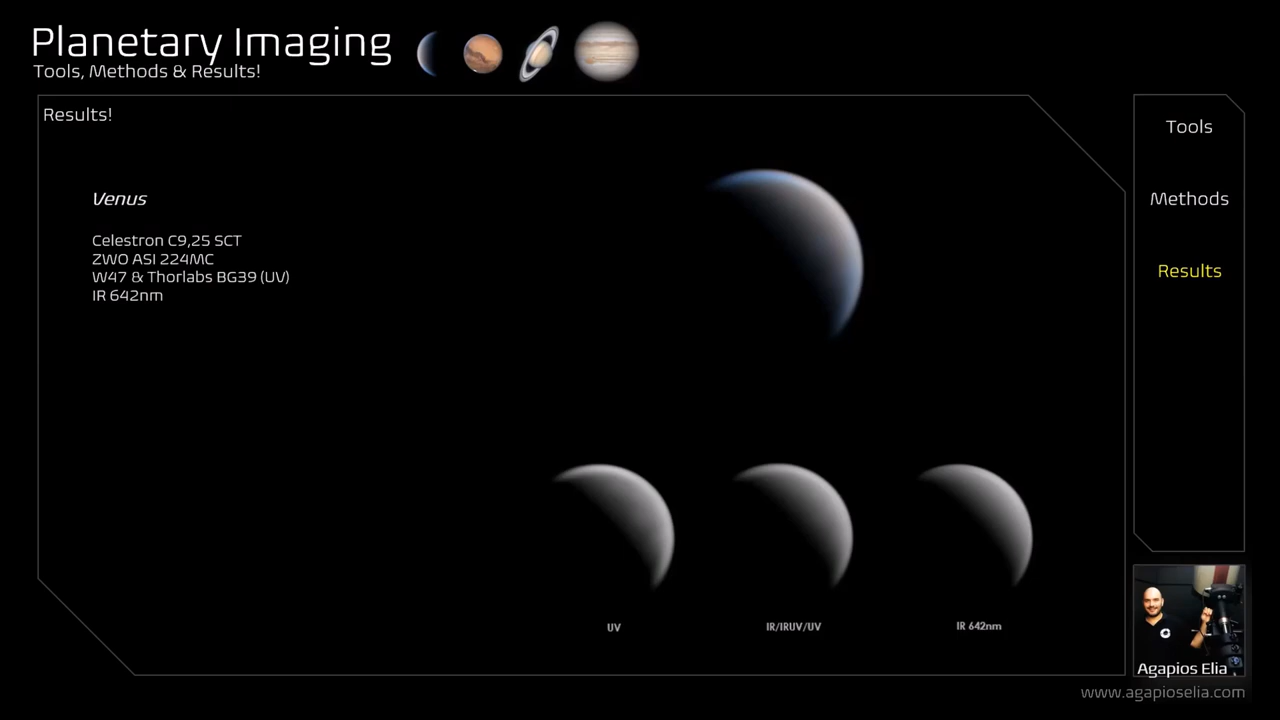 Planetary Imaging
Tools, Methods & Results!
Results!
Venus
Celestron C9,25 SCT
ZWO ASI 224MC
W47 & Thorlabs BG39 (UV)
IR 642nm
UV
IR/IRUV/UV
IR 642nm
Tools
Methods
Results
Agapios Elia
www.agapioselia.com